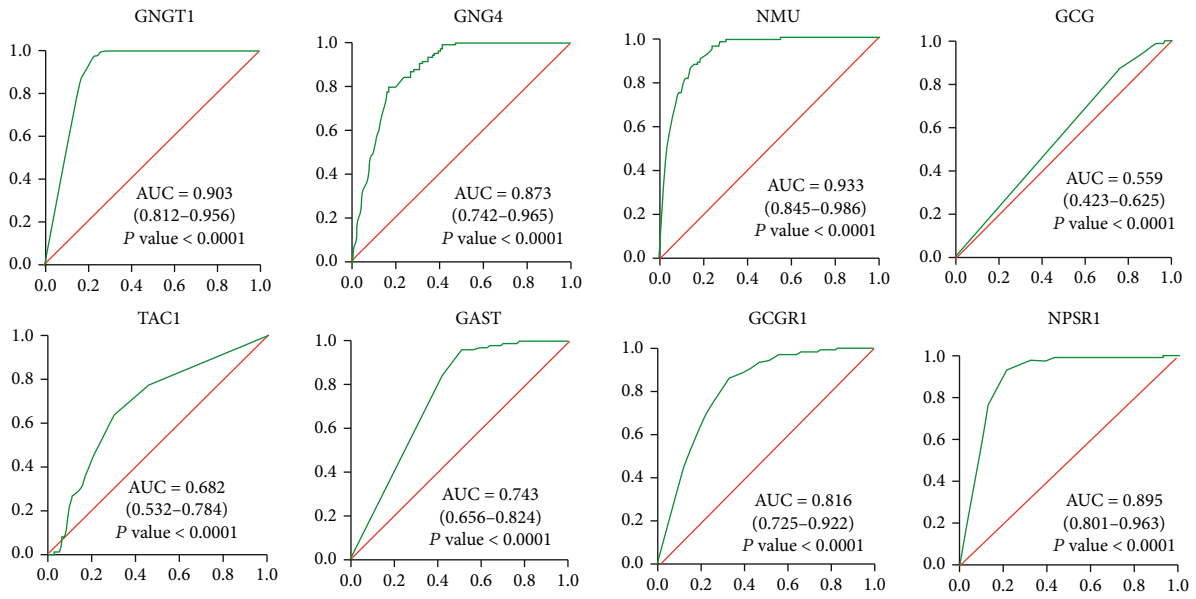 GNGT1
1.0
0.8
0.6
0.4
0.2
0.0
AUC = 0.903
(0.812–0.956)
P value < 0.0001
0.0 0.2 0.4 0.6 0.8 1.0
GNG4
1.0
0.8
0.6
0.4
0.2
0.0
AUC = 0.873
(0.742–0.965)
P value < 0.0001
0.0 0.2 0.4 0.6 0.8 1.0
NMU
1.0
0.8
0.6
0.4
0.2
0.0
AUC = 0.933
(0.845–0.986)
P value < 0.0001
0.0 0.2 0.4 0.6 0.8 1.0
GCG
1.0
0.8
0.6
0.4
0.2
0.0
AUC = 0.559
(0.423–0.625)
P value < 0.0001
0.0 0.2 0.4 0.6 0.8 1.0
TAC1
1.0
0.8
0.6
0.4
0.2
0.0
AUC = 0.682
(0.532–0.784)
P value < 0.0001
0.0 0.2 0.4 0.6 0.8 1.0
GAST
1.0
0.8
0.6
0.4
0.2
0.0
AUC = 0.743
(0.656–0.824)
P value < 0.0001
0.0 0.2 0.4 0.6 0.8 1.0
GCGR1
1.0
0.8
0.6
0.4
0.2
0.0
AUC = 0.816
(0.725–0.922)
P value < 0.0001
0.0 0.2 0.4 0.6 0.8 1.0
NPSR1
1.0
0.8
0.6
0.4
0.2
0.0
AUC = 0.895
(0.801–0.963)
P value < 0.0001
0.0 0.2 0.4 0.6 0.8 1.0